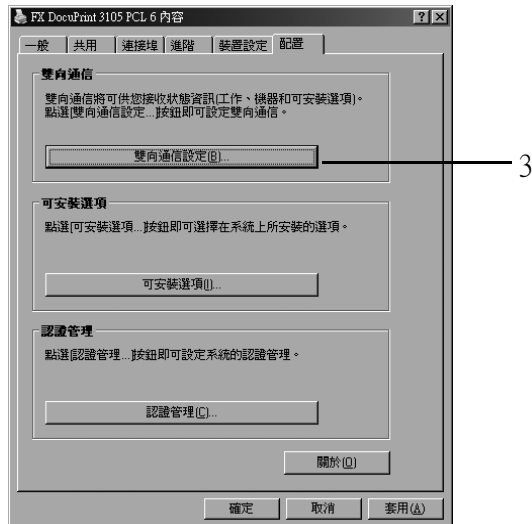 FX DocuPrint 3105 PCL 6 內容
一般 共用 連接埠 進階 裝置設定 配置
雙向通信
雙向通信將可供您接收狀態資訊[工作、機器和可安裝選項]。
點選[雙向通信設定...]按鈕即可設定雙向通信。
雙向通信設定(B)...
3
可安裝選項
點選[可安裝選項...]按鈕即可選擇在系統上所安裝的選項。
可安裝選項(I)...
認證管理
點選[認證管理...]按鈕即可設定系統的認證管理。
認證管理(C)...
關於(O)
確定 取消 套用(A)